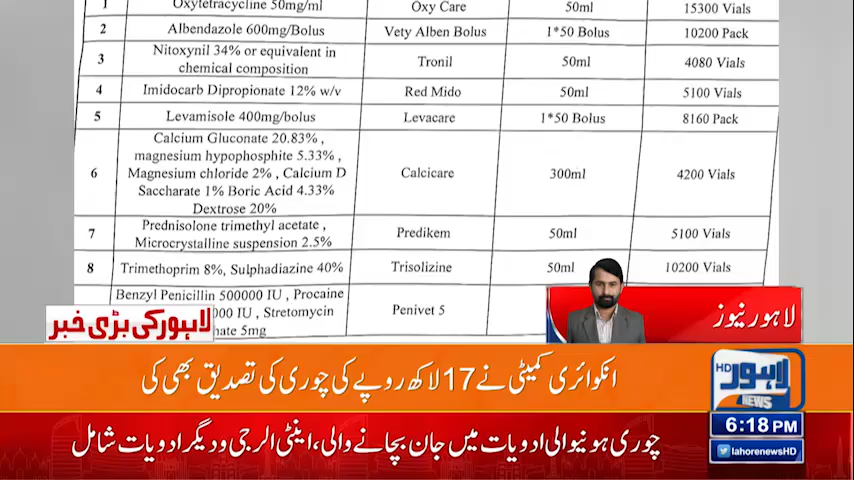 1 Oxytetracycline 50mg/ml Oxy Care 50ml 15300 Vials
2 Albendazole 600mg/Bolus Vety Alben Bolus 1*50 Bolus 10200 Pack
3 Nitoxynil 34% or equivalent in
chemical composition Tronil 50ml 4080 Vials
4 Imidocarb Dipropionate 12% w/v Red Mido 50ml 5100 Vials
5 Levamisole 400mg/bolus Levacare 1*50 Bolus 8160 Pack
6 Calcium Gluconate 20.83% ,
magnesium hypophosphite 5.33% ,
Magnesium chloride 2% , Calcium D
Saccharate 1% Boric Acid 4.33%
Dextrose 20% Calcicare 300ml 4200 Vials
7 Prednisolone trimethyl acetate ,
Microcrystalline suspension 2.5% Predikem 50ml 5100 Vials
8 Trimethoprim 8%, Sulphadiazine 40% Trisolizine 50ml 10200 Vials
Benzyl Penicillin 500000 IU , Procaine
00 IU , Stretomycin
ate 5mg Penivet 5
لاہور نیوز
لاہور کی بڑی خبر
انکوائری کمیٹی نے 17 لاکھ روپے کی چوری کی تصدیق بھی کی
چوری ہونیوالی ادویات میں جان بچانے والی، اینٹی الرجی و دیگر ادویات شامل
HD لاہور
NEWS
6:18 PM
lahorenewsHD